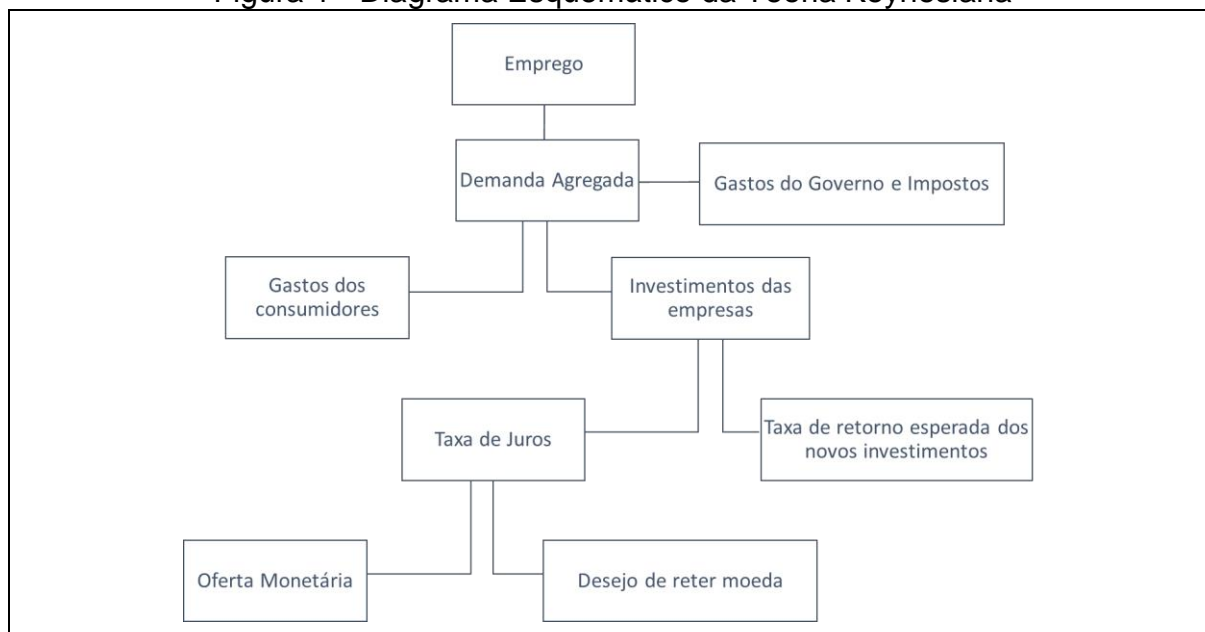 Emprego
Demanda Agregada
Gastos do Governo e Impostos
Gastos dos
consumidores
Investimentos das
empresas
Taxa de Juros
Taxa de retorno esperada dos
novos investimentos
Oferta Monetária
Desejo de reter moeda